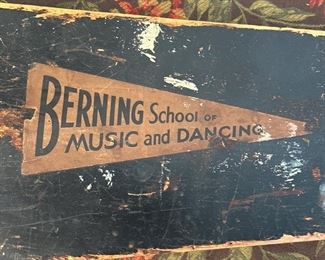 BERNING School OF
MUSIC and DANCING